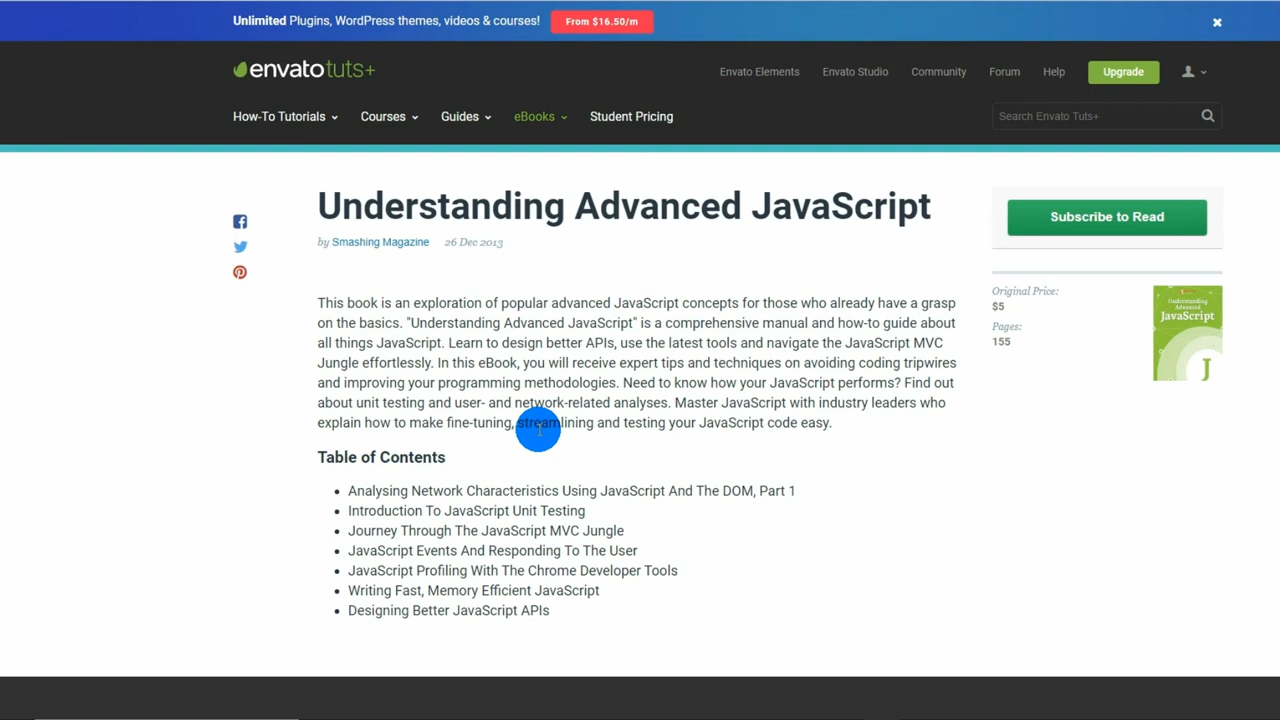 Unlimited Plugins, WordPress themes, videos & courses! From $16.50/m
envatotuts+
Envato Elements Envato Studio Community Forum Help Upgrade
How-To Tutorials Courses Guides eBooks Student Pricing Search Envato Tuts+
Understanding Advanced JavaScript
by Smashing Magazine 26 Dec 2013
Subscribe to Read
This book is an exploration of popular advanced JavaScript concepts for those who already have a grasp
on the basics. "Understanding Advanced JavaScript" is a comprehensive manual and how-to guide about
all things JavaScript. Learn to design better APIs, use the latest tools and navigate the JavaScript MVC
Jungle effortlessly. In this eBook, you will receive expert tips and techniques on avoiding coding tripwires
and improving your programming methodologies. Need to know how your JavaScript performs? Find out
about unit testing and user- and network-related analyses. Master JavaScript with industry leaders who
explain how to make fine-tuning, streamlining and testing your JavaScript code easy.
Original Price:
$5
Pages:
155
Understanding
Advanced
JavaScript
J
Table of Contents
Analysing Network Characteristics Using JavaScript And The DOM, Part 1
Introduction To JavaScript Unit Testing
Journey Through The JavaScript MVC Jungle
JavaScript Events And Responding To The User
JavaScript Profiling With The Chrome Developer Tools
Writing Fast, Memory Efficient JavaScript
Designing Better JavaScript APIs